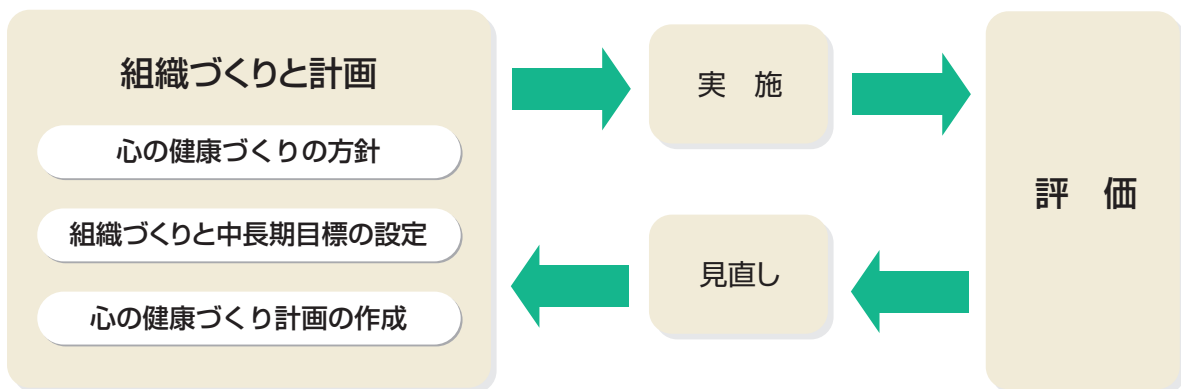 組織づくりと計画
心の健康づくりの方針
組織づくりと中長期目標の設定
心の健康づくり計画の作成
実　施
評　価
見直し